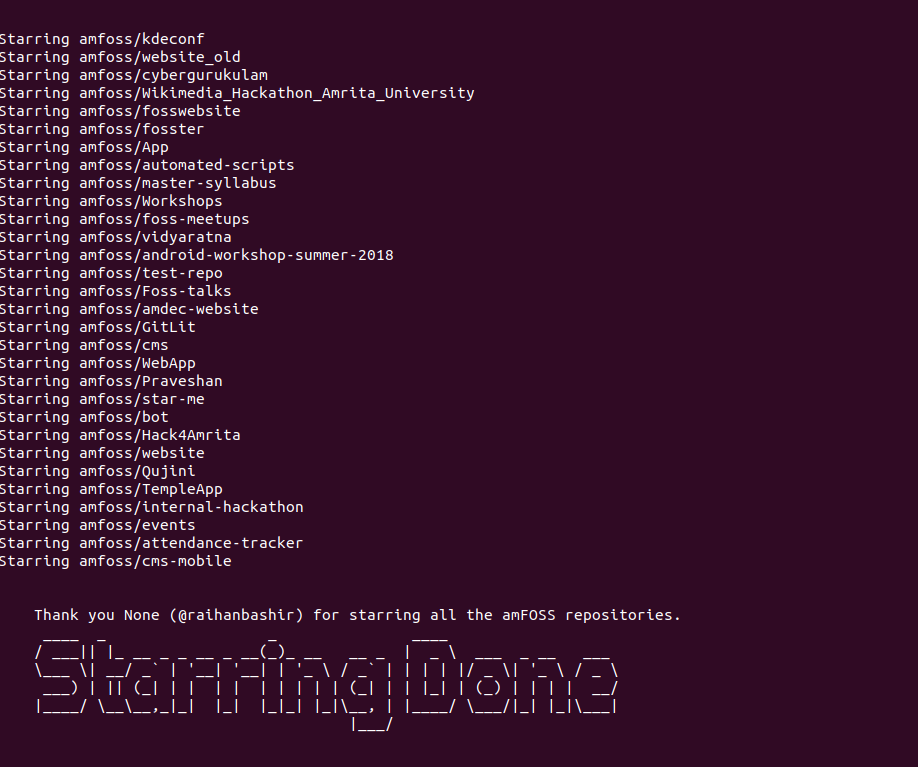 Starring amfoss/kdeconf
Starring amfoss/website_old
Starring amfoss/cybergurukulam
Starring amfoss/Wikimedia_Hackathon_Amrita_University
Starring amfoss/fosswebsite
Starring amfoss/fosster
Starring amfoss/App
Starring amfoss/automated-scripts
Starring amfoss/master-syllabus
Starring amfoss/Workshops
Starring amfoss/foss-meetups
Starring amfoss/vidyaratna
Starring amfoss/android-workshop-summer-2018
Starring amfoss/test-repo
Starring amfoss/Foss-talks
Starring amfoss/amdec-website
Starring amfoss/GitLit
Starring amfoss/cms
Starring amfoss/WebApp
Starring amfoss/Praveshan
Starring amfoss/star-me
Starring amfoss/bot
Starring amfoss/Hack4Amrita
Starring amfoss/website
Starring amfoss/Qujini
Starring amfoss/TempleApp
Starring amfoss/internal-hackathon
Starring amfoss/events
Starring amfoss/attendance-tracker
Starring amfoss/cms-mobile
Thank you None (@raihanbashir) for starring all the amFOSS repositories.
StarringDone